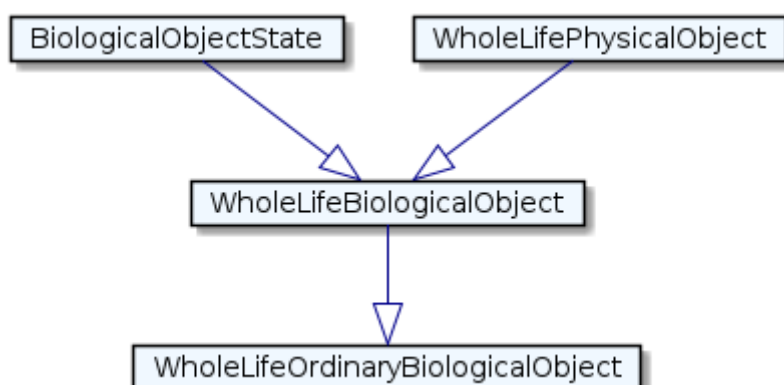 BiologicalObjectState
WholeLifePhysicalObject
WholeLifeBiologicalObject
WholeLifeOrdinaryBiologicalObject